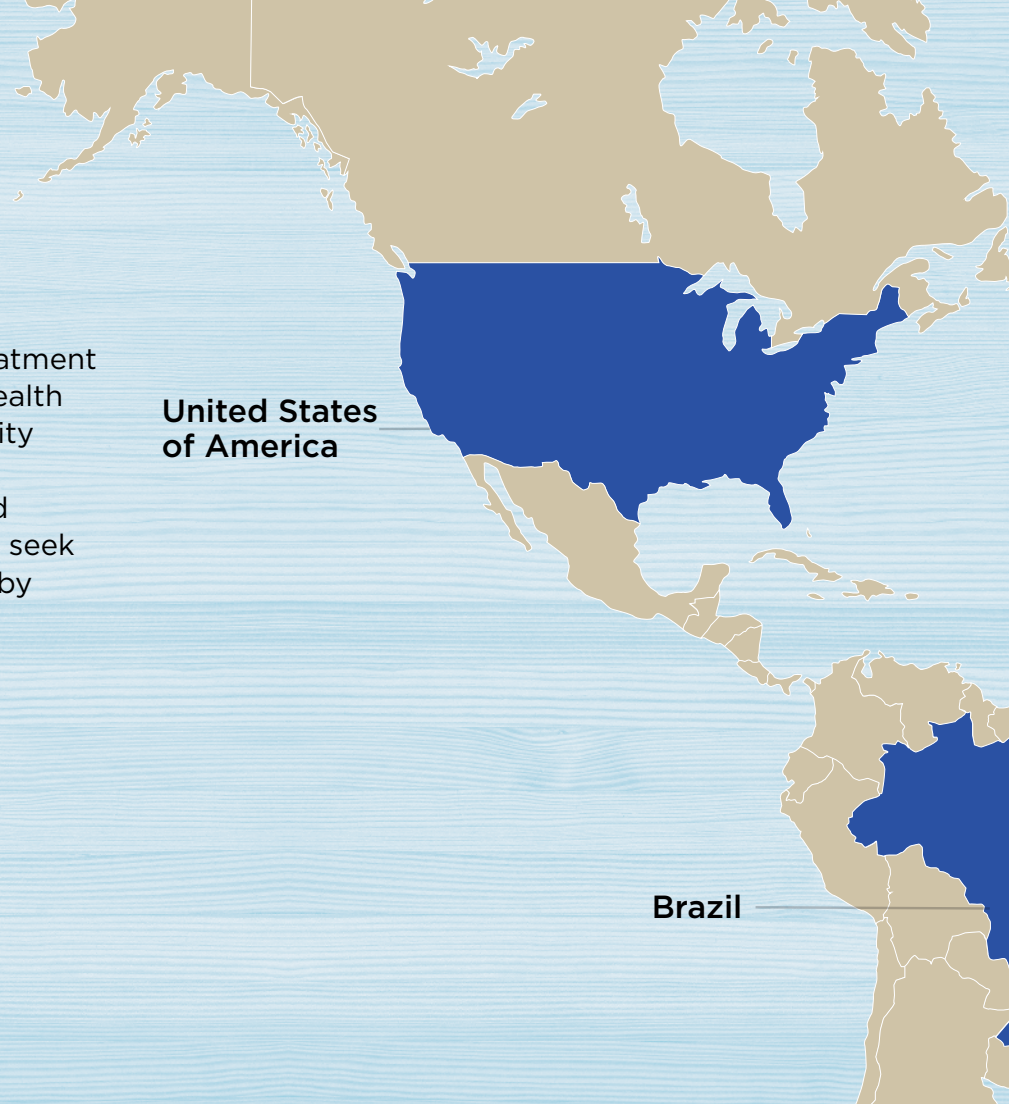 atment
ealth
ity
d
seek
by
United States
of America
Brazil